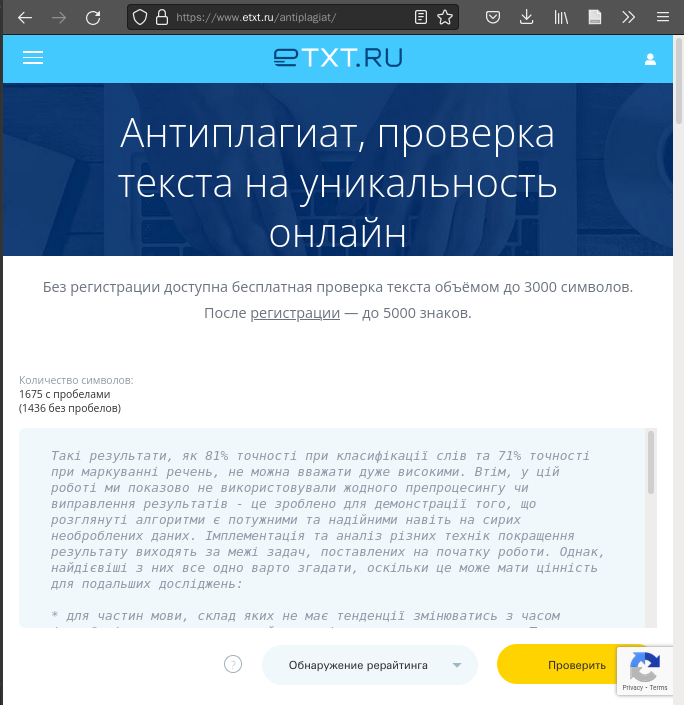 https://www.etxt.ru/antiplagiat/
eTXT.RU
Антиплагиат, проверка
текста на уникальность
онлайн
Без регистрации доступна бесплатная проверка текста объёмом до 3000 символов.
После регистрации — до 5000 знаков.
Количество символов:
1675 с пробелами
(1436 без пробелов)
Такі результати, як 81% точності при класифікації слів та 71% точності
при маркуванні речень, не можна вважати дуже високими. Втім, у цій
роботі ми показово не використовували жодного препроцесингу чи
виправлення результатів - це зроблено для демонстрації того, що
розглянуті алгоритми є потужними та надійними навіть на сирих
необроблених даних. Імплементація та аналіз різних технік покращення
результату виходять за межі задач, поставлених на початку роботи. Однак,
найдієвіші з них все одно варто згадати, оскільки це може мати цінність
для подальших досліджень:
* для частин мови, склад яких не має тенденції змінюватись з часом
?
Обнаружение рерайтинга
Проверить
Privacy - Terms